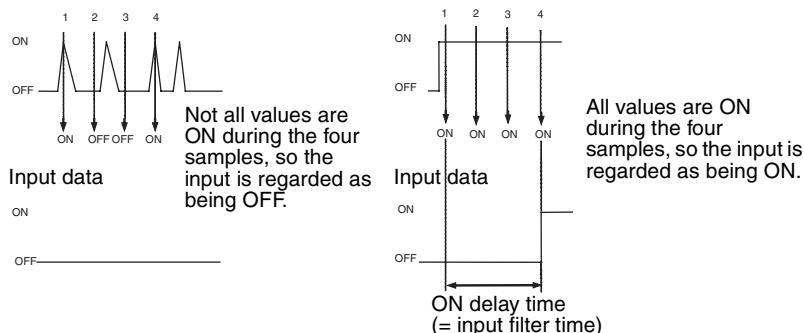 1 2 3 4
ON
OFF
ON OFF OFF ON
Not all values are
ON during the four
samples, so the
input is regarded as
being OFF.
Input data
ON
OFF
1 2 3 4
ON
OFF
ON ON ON ON
All values are ON
during the four
samples, so the input is
regarded as being ON.
Input data
ON
OFF
ON delay time
(= input filter time)